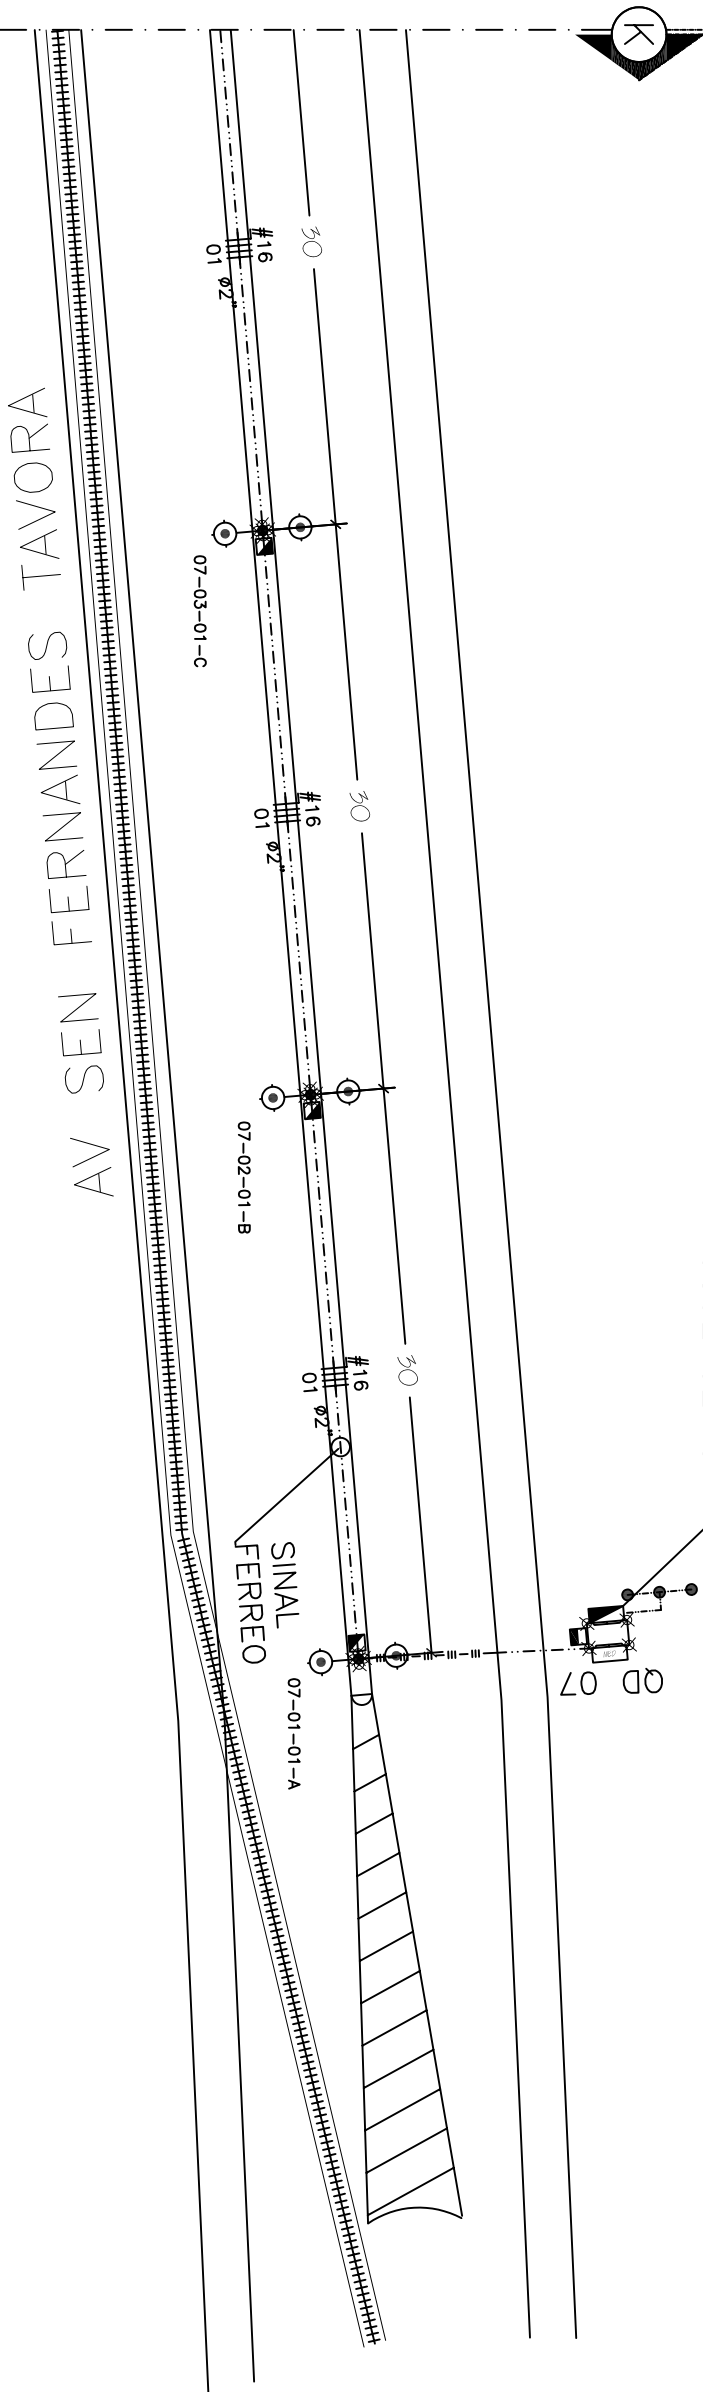 K
30
#16
01 ø2"
07-03-01-C
30
#16
01 ø2"
AV SEN FERNANDES TAVORA
07-02-01-B
30
#16
01 ø2"
SINAL
FERREO
07-01-01-A
MED
QD 07